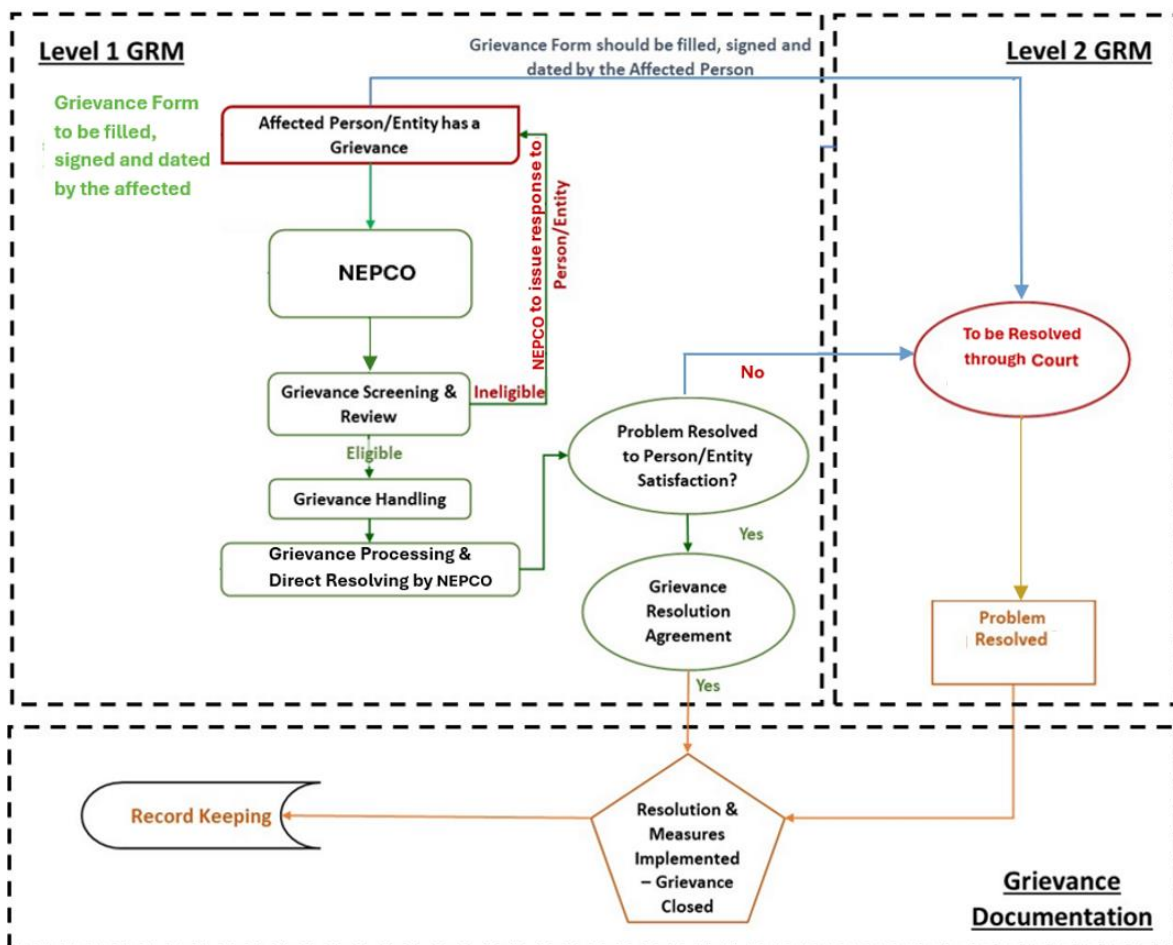 Level 1 GRM
Grievance Form should be filled, signed and
dated by the Affected Person
Level 2 GRM
Grievance Form
to be filled,
signed and dated
by the affected
Affected Person/Entity has a
Grievance
NEPCO to issue response to
Person/Entity
NEPCO
Grievance Screening &
Review
Ineligible
Eligible
Grievance Handling
Grievance Processing &
Direct Resolving by NEPCO
Problem Resolved
to Person/Entity
Satisfaction?
No
Yes
Grievance
Resolution
Agreement
Yes
To be Resolved
through Court
Problem
Resolved
Record Keeping
Resolution &
Measures
Implemented
– Grievance
Closed
Grievance
Documentation